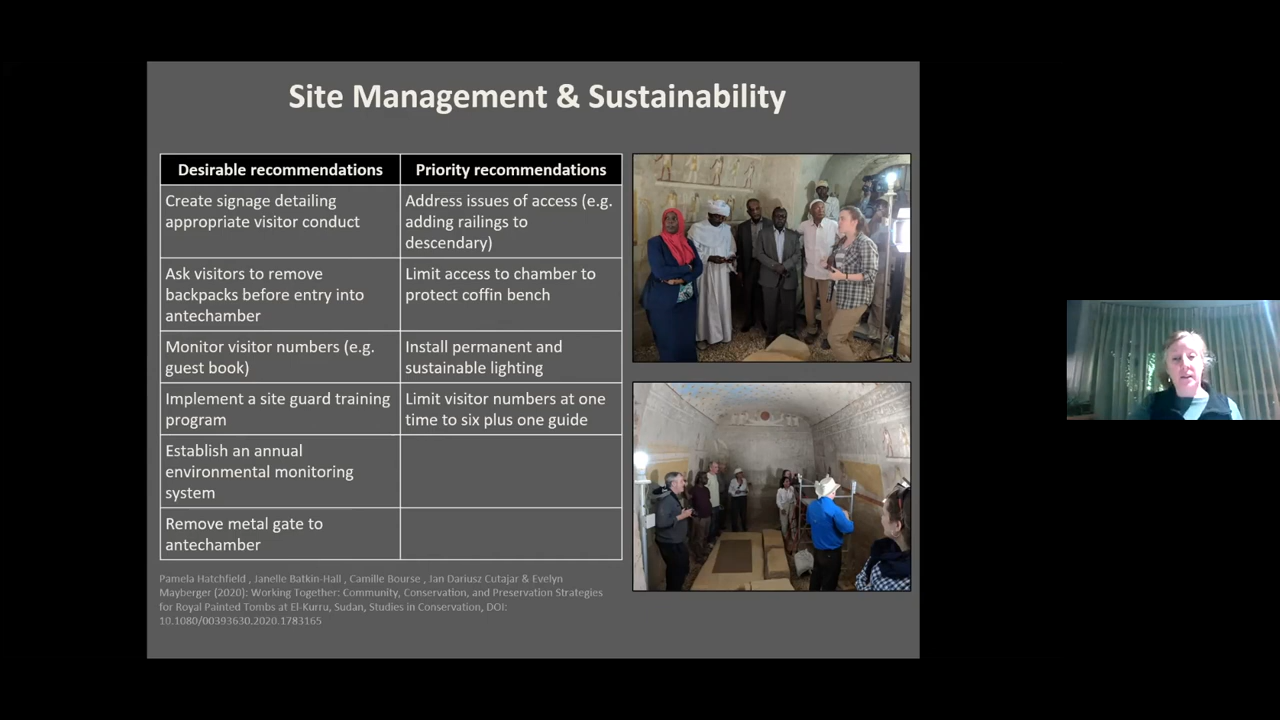 Site Management & Sustainability
Desirable recommendations
Priority recommendations
Create signage detailing
appropriate visitor conduct
Address issues of access (e.g.
adding railings to
descendary)
Ask visitors to remove
backpacks before entry into
antechamber
Limit access to chamber to
protect coffin bench
Monitor visitor numbers (e.g.
guest book)
Install permanent and
sustainable lighting
Implement a site guard training
program
Limit visitor numbers at one
time to six plus one guide
Establish an annual
environmental monitoring
system
Remove metal gate to
antechamber
Pamela Hatchfield , Janelle Batkin-Hall , Camille Bourse , Ian Dariusz Cutajar & Evelyn
Mayberger (2020): Working Together: Community, Conservation, and Preservation Strategies
for Royal Painted Tombs at El-Kurru, Sudan, Studies in Conservation, DOI:
10.1080/00393630.2020.1783165